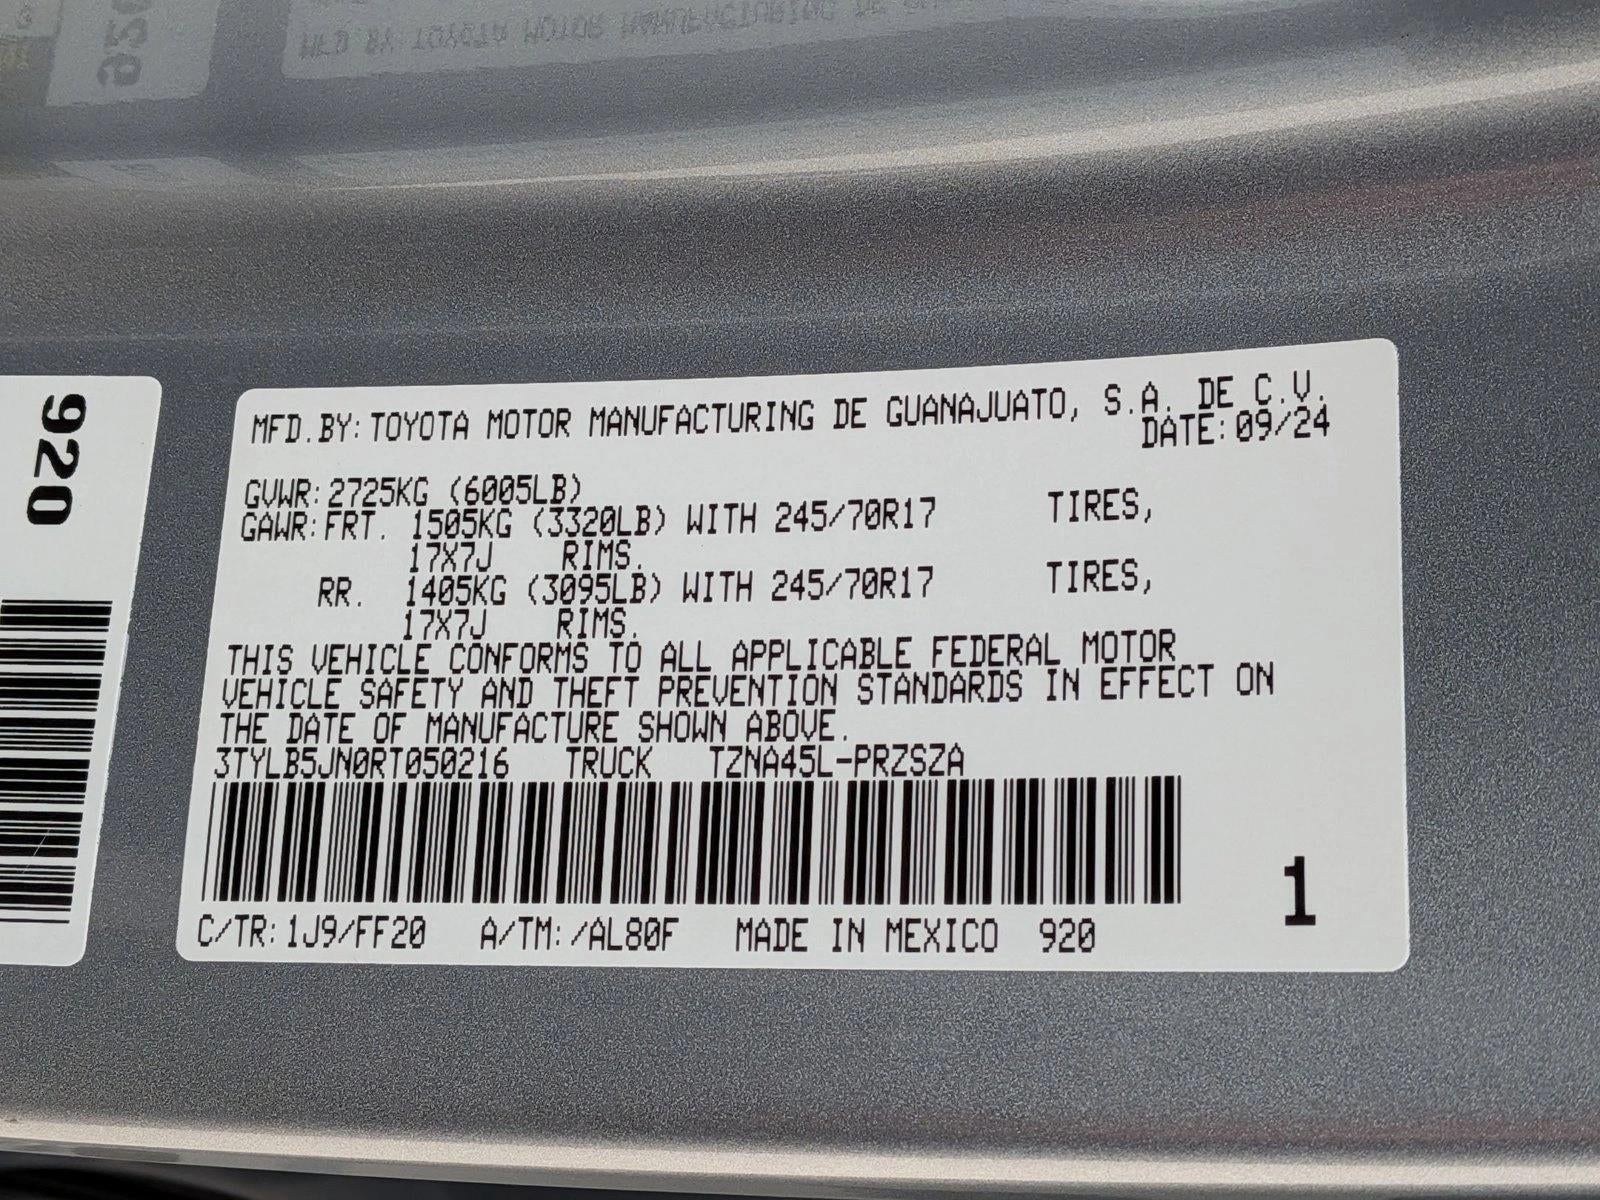 MFD.BY:TOYOTA MOTOR MANUFACTURING DE GUANAJUATO, S.A. DE C.V.
DATE:09/24
GVWR:2725KG (6005LB)
GAWR:FRT. 1505KG (3320LB) WITH 245/70R17 TIRES,
17X7J RIMS.
RR. 1405KG (3095LB) WITH 245/70R17 TIRES,
17X7J RIMS.
THIS VEHICLE CONFORMS TO ALL APPLICABLE FEDERAL MOTOR
VEHICLE SAFETY AND THEFT PREVENTION STANDARDS IN EFFECT ON
THE DATE OF MANUFACTURE SHOWN ABOVE.
3TYLB5JN0RT050216 TRUCK TZNA45L-PRZSZA
1
C/TR:1J9/FF20 A/TM:/AL80F MADE IN MEXICO 920
920